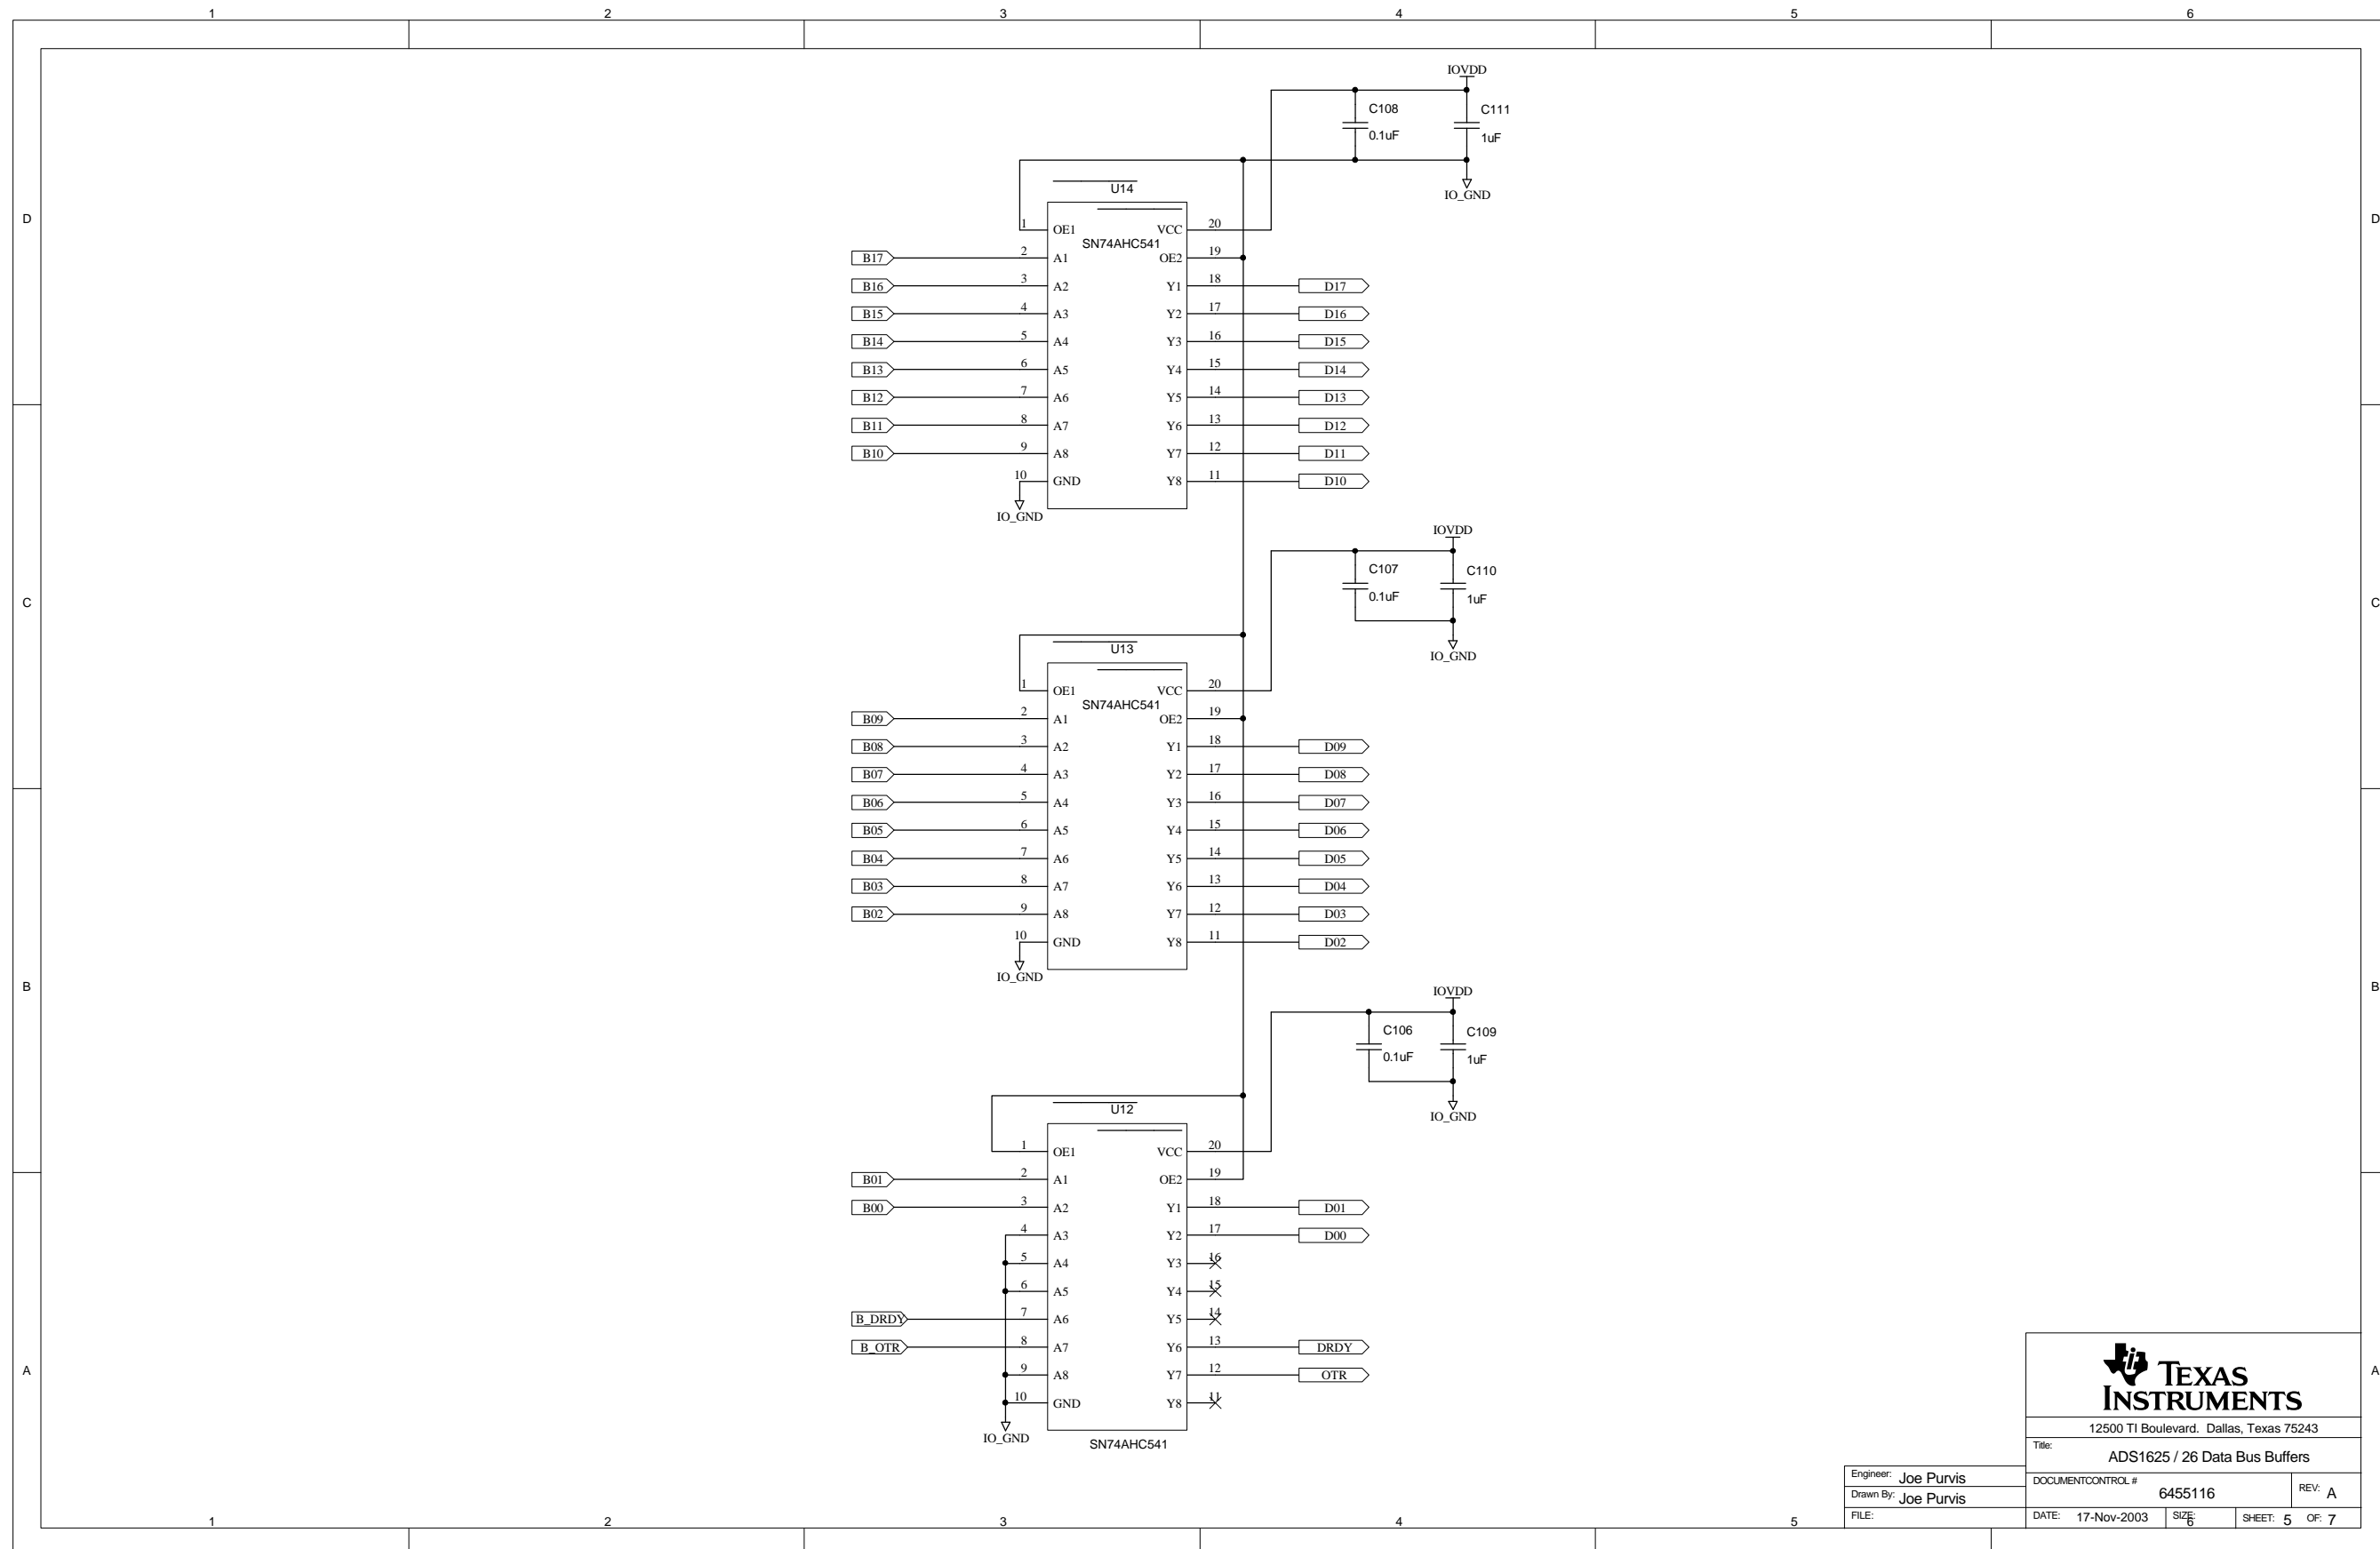 1 2 3 4 5 6
IOVDD
C108 C111
0.1uF 1uF
IO_GND
U14
D D
1 OE1 VCC 20
SN74AHC541
B17 2 A1 OE2 19
B16 3 A2 Y1 18 D17
B15 4 A3 Y2 17 D16
B14 5 A4 Y3 16 D15
B13 6 A5 Y4 15 D14
B12 7 A6 Y5 14 D13
B11 8 A7 Y6 13 D12
B10 9 A8 Y7 12 D11
10 GND Y8 11 D10
IO_GND
IOVDD
C107 C110
0.1uF 1uF
C C
IO_GND
U13
1 OE1 VCC 20
SN74AHC541
B09 2 A1 OE2 19
B08 3 A2 Y1 18 D09
B07 4 A3 Y2 17 D08
B06 5 A4 Y3 16 D07
B05 6 A5 Y4 15 D06
B04 7 A6 Y5 14 D05
B03 8 A7 Y6 13 D04
B02 9 A8 Y7 12 D03
10 GND Y8 11 D02
IO_GND
B B
IOVDD
C106 C109
0.1uF 1uF
IO_GND
U12
1 OE1 VCC 20
B01 2 A1 OE2 19
B00 3 A2 Y1 18 D01
4 A3 Y2 17 D00
5 A4 Y3 16
6 A5 Y4 15
B_DRDY 7 A6 Y5 14
B_OTR 8 A7 Y6 13 DRDY
9 A8 Y7 12 OTR
10 GND Y8 11
IO_GND
SN74AHC541
A A
TEXAS
INSTRUMENTS
12500 TI Boulevard. Dallas, Texas 75243
Title: ADS1625 / 26 Data Bus Buffers
Engineer: Joe Purvis
Drawn By: Joe Purvis
FILE:
DOCUMENTCONTROL # 6455116 REV: A
DATE: 17-Nov-2003 SIZE: 6 SHEET: 5 OF: 7
1 2 3 4 5